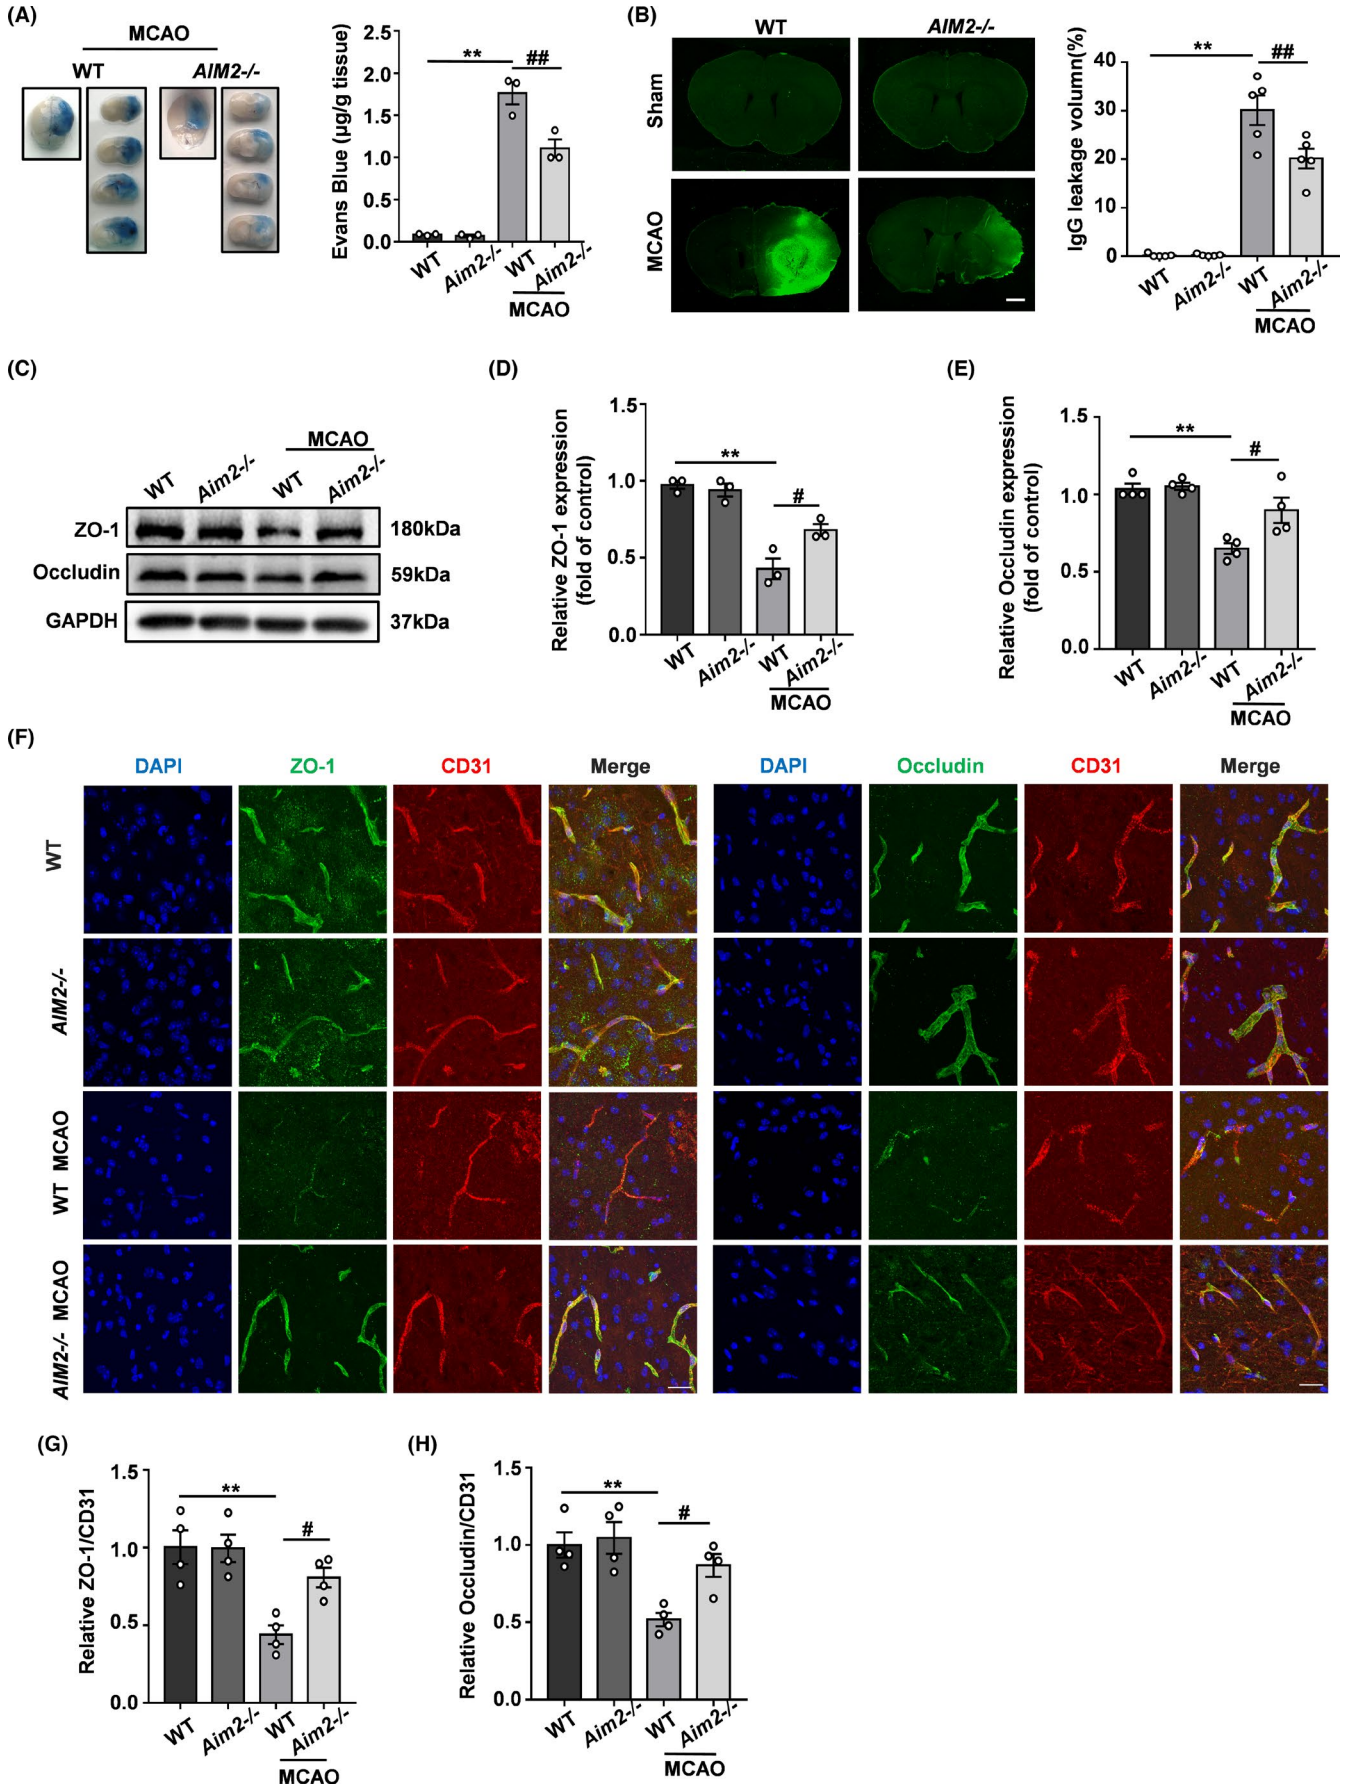 (A)
MCAO
WT
AIM2-/-
Evans Blue (µg/g tissue)
2.5
2.0
1.5
1.0
0.5
0.0
**
##
WT
Aim2-/-
WT
Aim2-/-
MCAO
(B)
WT
AIM2-/-
Sham
MCAO
IgG leakage volumn(%)
40
30
20
10
0
**
##
WT
Aim2-/-
WT
Aim2-/-
MCAO
(C)
MCAO
WT
Aim2-/-
WT
Aim2-/-
ZO-1
180kDa
Occludin
59kDa
GAPDH
37kDa
(D)
Relative ZO-1 expression
(fold of control)
1.5
1.0
0.5
0.0
**
#
WT
Aim2-/-
WT
Aim2-/-
MCAO
(E)
Relative Occludin expression
(fold of control)
1.5
1.0
0.5
0.0
**
#
WT
Aim2-/-
WT
Aim2-/-
MCAO
(F)
DAPI
ZO-1
CD31
Merge
DAPI
Occludin
CD31
Merge
WT
AIM2-/-
WT MCAO
AIM2-/- MCAO
(G)
Relative ZO-1/CD31
1.5
1.0
0.5
0.0
**
#
WT
Aim2-/-
WT
Aim2-/-
MCAO
(H)
Relative Occludin/CD31
1.5
1.0
0.5
0.0
**
#
WT
Aim2-/-
WT
Aim2-/-
MCAO